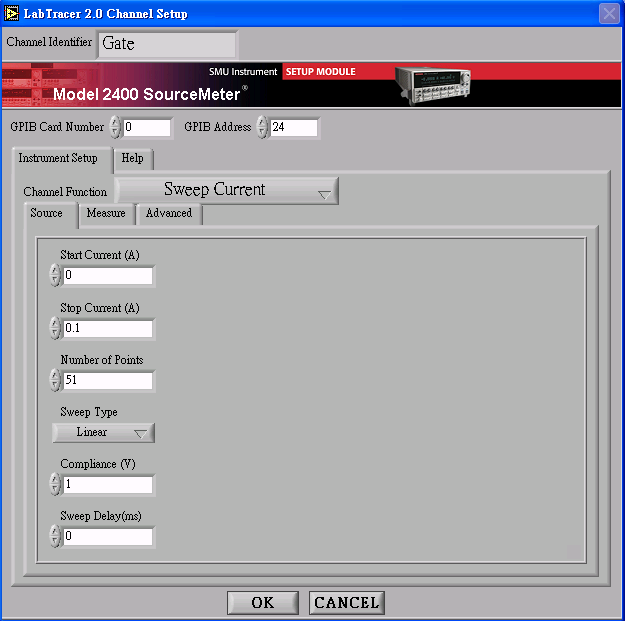 LabTracer 2.0 Channel Setup
Channel Identifier Gate
SMU Instrument SETUP MODULE
Model 2400 SourceMeter®
GPIB Card Number 0 GPIB Address 24
Instrument Setup Help
Channel Function Sweep Current
Source Measure Advanced
Start Current (A)
0
Stop Current (A)
0.1
Number of Points
51
Sweep Type
Linear
Compliance (V)
1
Sweep Delay(ms)
0
OK CANCEL